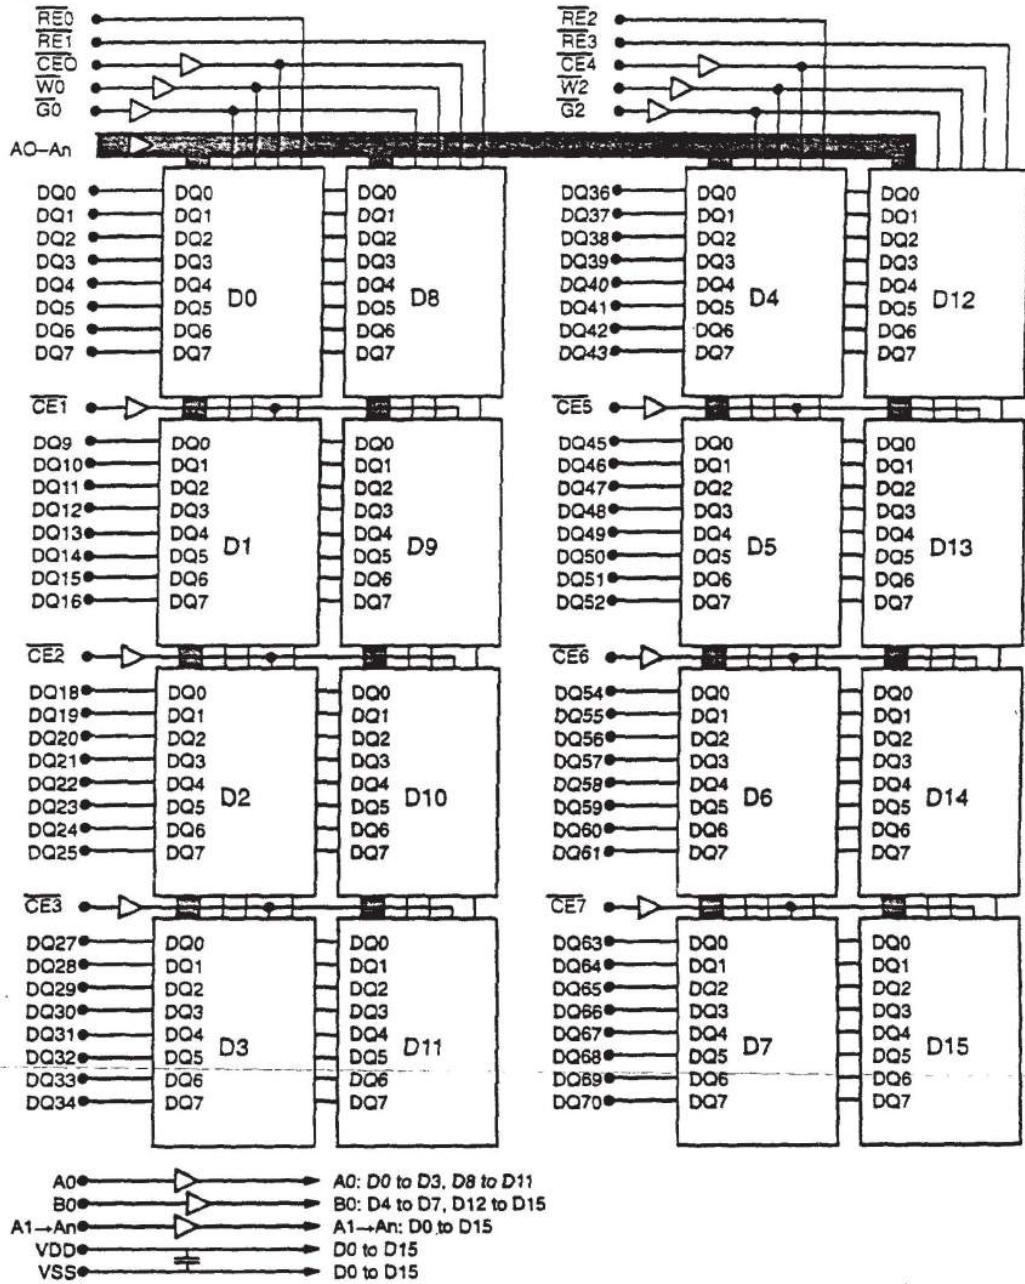 RE0 RE2
RE1 RE3
CE0 CE4
W0 W2
G0 G2
A0–An
DQ0 DQ0 DQ0 DQ36 DQ0 DQ0
DQ1 DQ1 DQ1 DQ37 DQ1 DQ1
DQ2 DQ2 DQ2 DQ38 DQ2 DQ2
DQ3 DQ3 DQ3 DQ39 DQ3 DQ3
DQ4 DQ4 D0 DQ4 D8 DQ40 DQ4 D4 DQ4 D12
DQ5 DQ5 DQ5 DQ41 DQ5 DQ5
DQ6 DQ6 DQ6 DQ42 DQ6 DQ6
DQ7 DQ7 DQ7 DQ43 DQ7 DQ7
CE1 CE5
DQ9 DQ0 DQ0 DQ45 DQ0 DQ0
DQ10 DQ1 DQ1 DQ46 DQ1 DQ1
DQ11 DQ2 DQ2 DQ47 DQ2 DQ2
DQ12 DQ3 DQ3 DQ48 DQ3 DQ3
DQ13 DQ4 D1 DQ4 D9 DQ49 DQ4 D5 DQ4 D13
DQ14 DQ5 DQ5 DQ50 DQ5 DQ5
DQ15 DQ6 DQ6 DQ51 DQ6 DQ6
DQ16 DQ7 DQ7 DQ52 DQ7 DQ7
CE2 CE6
DQ18 DQ0 DQ0 DQ54 DQ0 DQ0
DQ19 DQ1 DQ1 DQ55 DQ1 DQ1
DQ20 DQ2 DQ2 DQ56 DQ2 DQ2
DQ21 DQ3 DQ3 DQ57 DQ3 DQ3
DQ22 DQ4 D2 DQ4 D10 DQ58 DQ4 D6 DQ4 D14
DQ23 DQ5 DQ5 DQ59 DQ5 DQ5
DQ24 DQ6 DQ6 DQ60 DQ6 DQ6
DQ25 DQ7 DQ7 DQ61 DQ7 DQ7
CE3 CE7
DQ27 DQ0 DQ0 DQ63 DQ0 DQ0
DQ28 DQ1 DQ1 DQ64 DQ1 DQ1
DQ29 DQ2 DQ2 DQ65 DQ2 DQ2
DQ30 DQ3 DQ3 DQ66 DQ3 DQ3
DQ31 DQ4 D3 DQ4 D11 DQ67 DQ4 D7 DQ4 D15
DQ32 DQ5 DQ5 DQ68 DQ5 DQ5
DQ33 DQ6 DQ6 DQ69 DQ6 DQ6
DQ34 DQ7 DQ7 DQ70 DQ7 DQ7
A0 A0: D0 to D3, D8 to D11
B0 B0: D4 to D7, D12 to D15
A1→An A1→An: D0 to D15
VDD D0 to D15
VSS D0 to D15